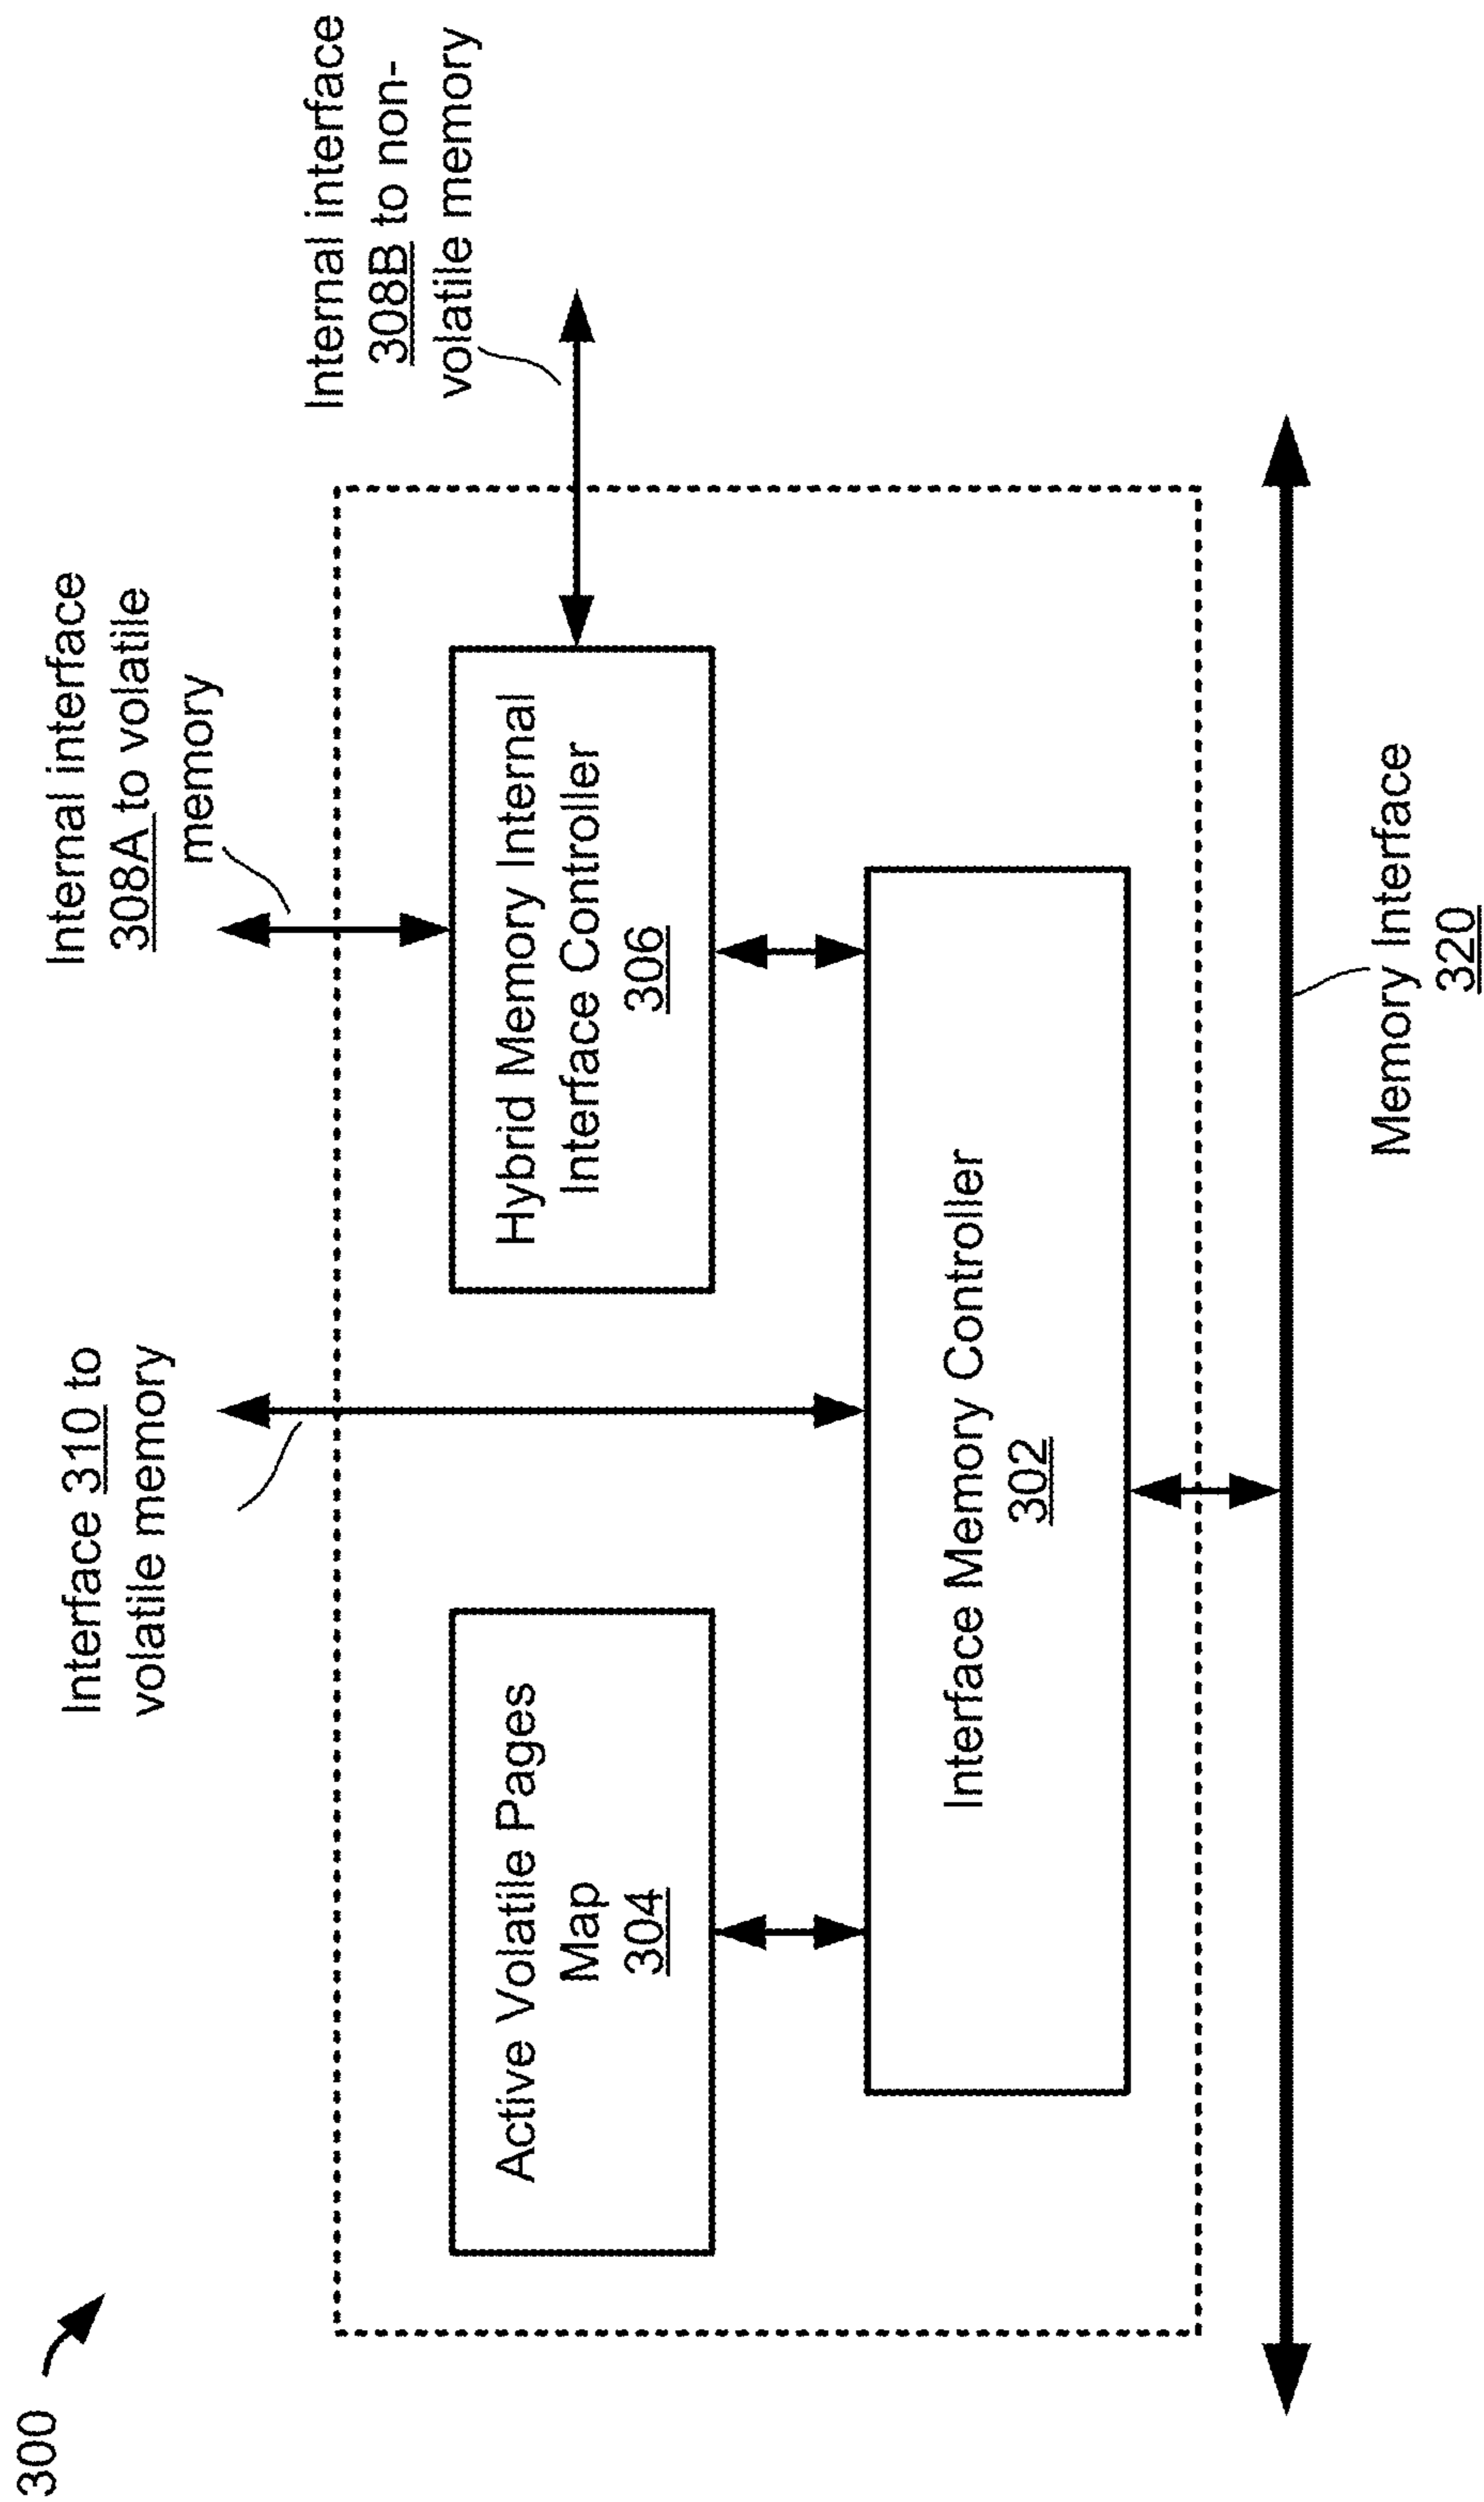 300
Interface 310 to
volatile memory
Internal interface
308A to volatile
memory
Internal interface
308B to non-
volatile memory
Active Volatile Pages
Map
304
Hybrid Memory Internal
Interface Controller
306
Interface Memory Controller
302
Memory Interface
320